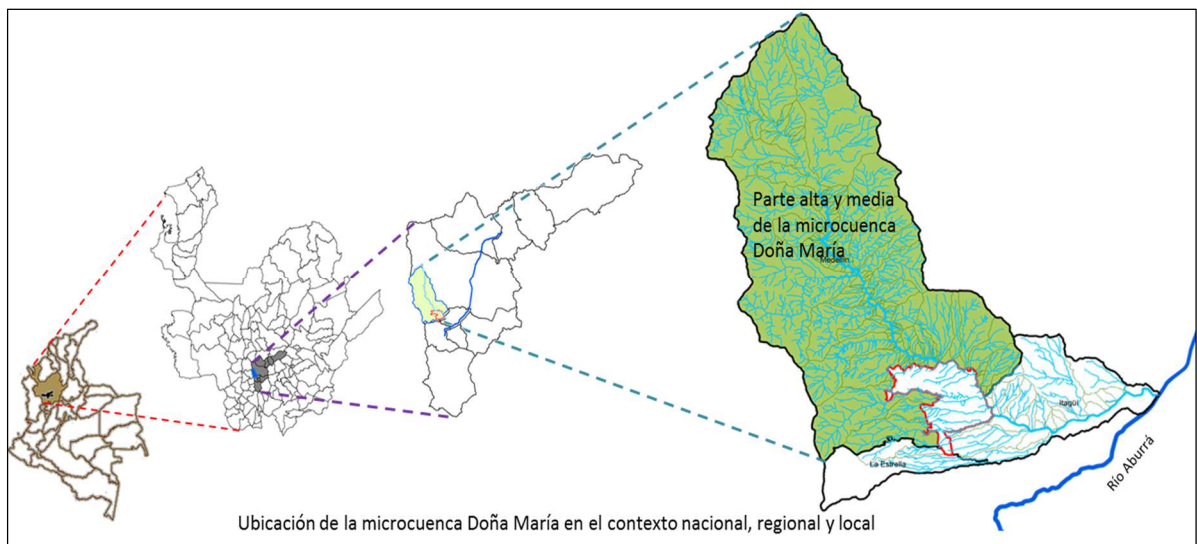 Parte alta y media
de la microcuenca
Doña María
Medellín
Itagüí
La Estrella
Río Aburrá
Ubicación de la microcuenca Doña María en el contexto nacional, regional y local